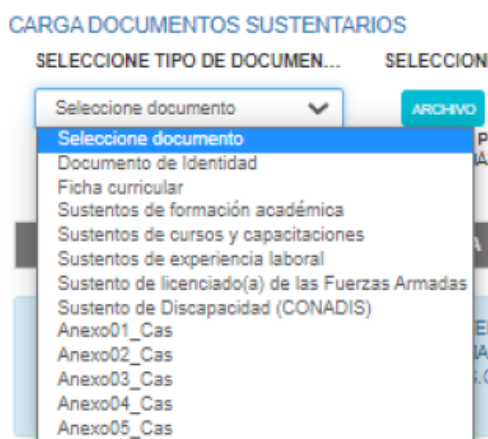 CARGA DOCUMENTOS SUSTENTARIOS
SELECCIONE TIPO DE DOCUMEN...
Seleccione documento
ARCHIVO
Seleccione documento
Documento de Identidad
Ficha curricular
Sustentos de formación académica
Sustentos de cursos y capacitaciones
Sustentos de experiencia laboral
Sustento de licenciado(a) de las Fuerzas Armadas
Sustento de Discapacidad (CONADIS)
Anexo01_Cas
Anexo02_Cas
Anexo03_Cas
Anexo04_Cas
Anexo05_Cas